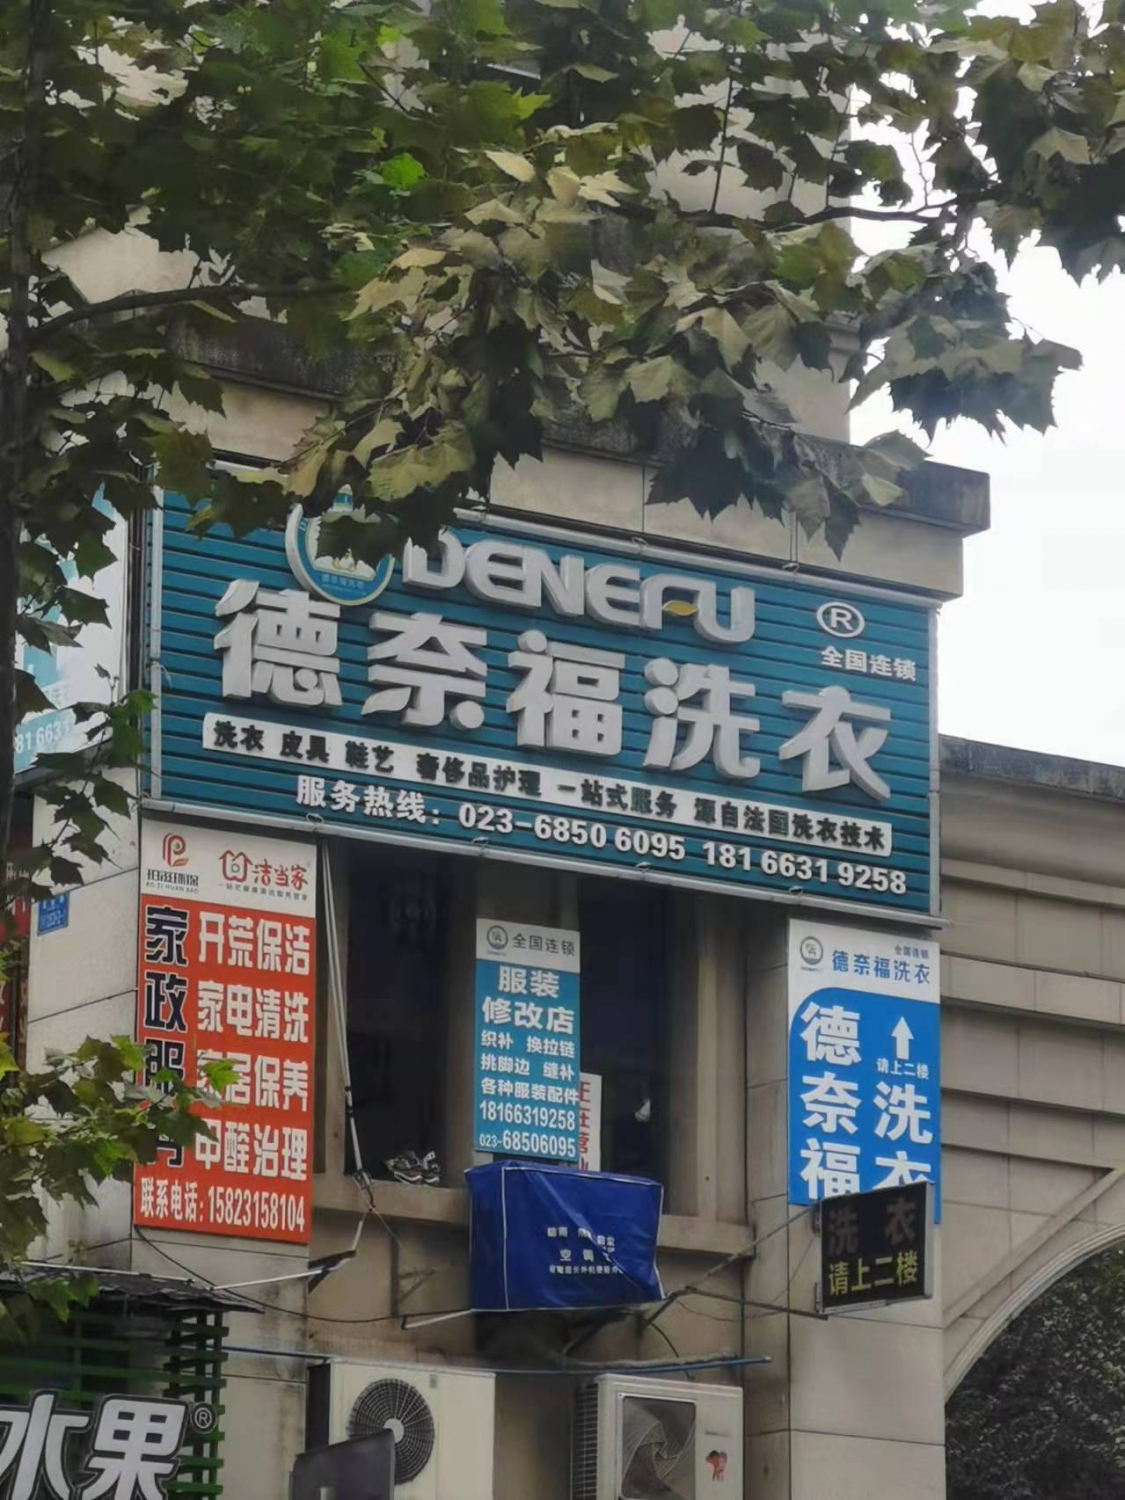 DENEFU
®
全国连锁
德奈福洗衣
洗衣 皮具 鞋艺 奢侈品护理 一站式服务 源自法国洗衣技术
服务热线：023-6850 6095 181 6631 9258
洁当家
家政服
开荒保洁
家电清洗
家居保养
甲醛治理
联系电话:15823158104
全国连锁
服装
修改店
织补 换拉链
挑脚边 缝补
各种服装配件
18166319258
023-68506095
全国连锁
德奈福洗衣
德奈福
请上二楼
洗衣
洗衣
请上二楼
空调
水果®